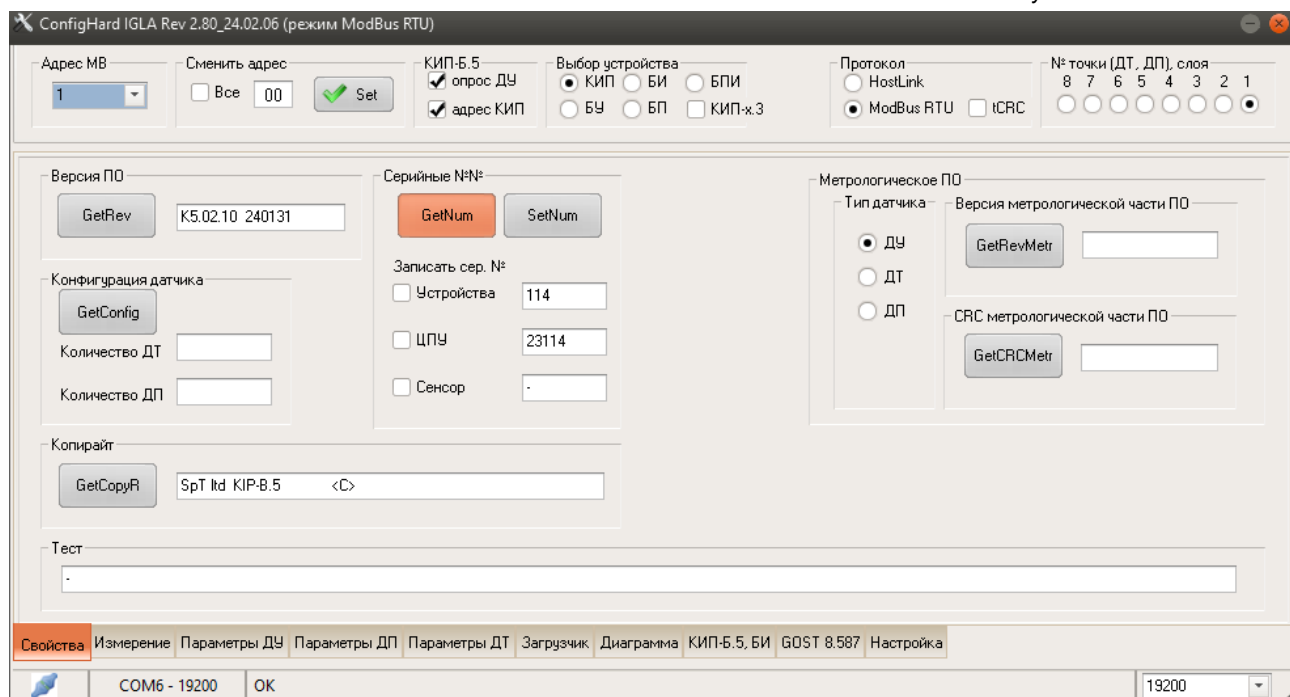 ConfigHard IGLA Rev 2.80_24.02.06 (режим ModBus RTU)
Адрес МВ
1
Сменить адрес
Все 00 Set
КИП-Б.5
опрос ДУ
адрес КИП
Выбор устройства
КИП БИ БПИ
БУ БП КИП-х.3
Протокол
HostLink
ModBus RTU tCRC
№ точки (ДТ, ДП), слоя
8 7 6 5 4 3 2 1
Версия ПО
GetRev K5.02.10 240131
Конфигурация датчика
GetConfig
Количество ДТ
Количество ДП
Серийные №№
GetNum SetNum
Записать сер. №
Устройства 114
ЦПУ 23114
Сенсор -
Метрологическое ПО
Тип датчика
ДУ
ДТ
ДП
Версия метрологической части ПО
GetRevMetr
CRC метрологической части ПО
GetCRCMetr
Копирайт
GetCopyR SpT ltd KIP-B.5 <C>
Тест
-
Свойства Измерение Параметры ДУ Параметры ДП Параметры ДТ Загрузчик Диаграмма КИП-Б.5, БИ GOST 8.587 Настройка
COM6 - 19200 OK 19200